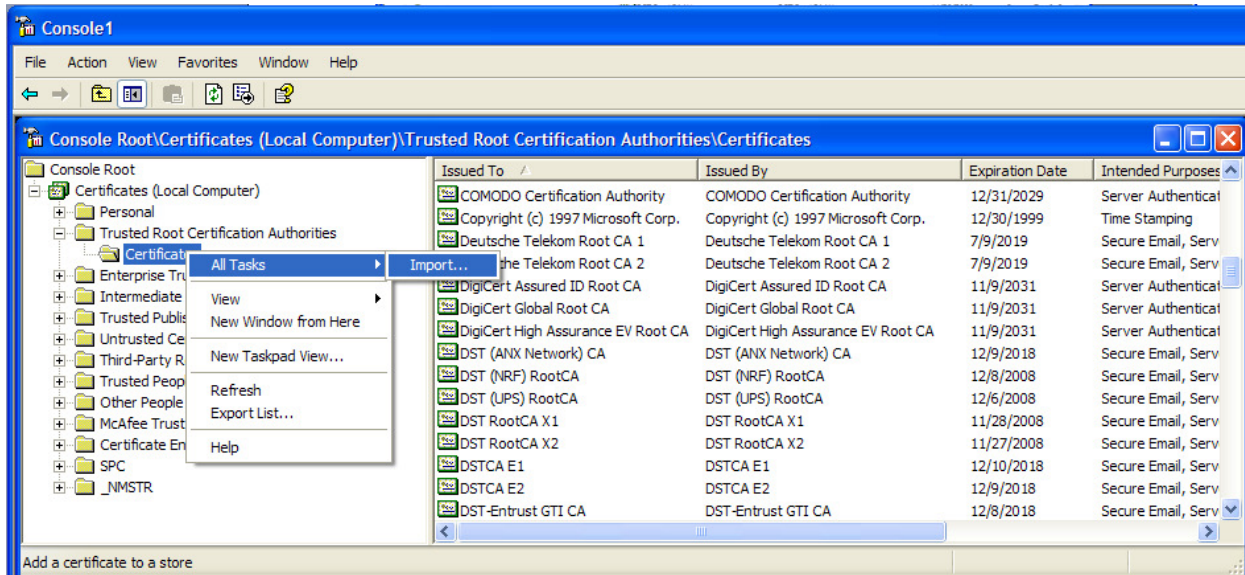 Console1
File Action View Favorites Window Help
Console Root\Certificates (Local Computer)\Trusted Root Certification Authorities\Certificates
Console Root
Certificates (Local Computer)
Personal
Trusted Root Certification Authorities
Certificate
Enterprise Tru
Intermediate
Trusted Publis
Untrusted Ce
Third-Party R
Trusted Peop
Other People
McAfee Trust
Certificate En
SPC
_NMSTR
All Tasks
View
New Window from Here
New Taskpad View...
Refresh
Export List...
Help
Import...
Issued To Issued By Expiration Date Intended Purposes
COMODO Certification Authority COMODO Certification Authority 12/31/2029 Server Authenticat
Copyright (c) 1997 Microsoft Corp. Copyright (c) 1997 Microsoft Corp. 12/30/1999 Time Stamping
Deutsche Telekom Root CA 1 Deutsche Telekom Root CA 1 7/9/2019 Secure Email, Serv
he Telekom Root CA 2 Deutsche Telekom Root CA 2 7/9/2019 Secure Email, Serv
DigiCert Assured ID Root CA DigiCert Assured ID Root CA 11/9/2031 Server Authenticat
DigiCert Global Root CA DigiCert Global Root CA 11/9/2031 Server Authenticat
DigiCert High Assurance EV Root CA DigiCert High Assurance EV Root CA 11/9/2031 Server Authenticat
DST (ANX Network) CA DST (ANX Network) CA 12/9/2018 Secure Email, Serv
DST (NRF) RootCA DST (NRF) RootCA 12/8/2008 Secure Email, Serv
DST (UPS) RootCA DST (UPS) RootCA 12/6/2008 Secure Email, Serv
DST RootCA X1 DST RootCA X1 11/28/2008 Secure Email, Serv
DST RootCA X2 DST RootCA X2 11/27/2008 Secure Email, Serv
DSTCA E1 DSTCA E1 12/10/2018 Secure Email, Serv
DSTCA E2 DSTCA E2 12/9/2018 Secure Email, Serv
DST-Entrust GTI CA DST-Entrust GTI CA 12/8/2018 Secure Email, Serv
Add a certificate to a store